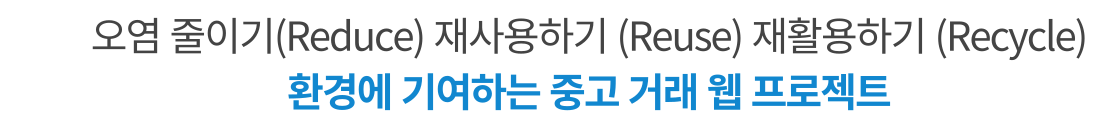 오염 줄이기(Reduce) 재사용하기 (Reuse) 재활용하기 (Recycle)
환경에 기여하는 중고 거래 웹 프로젝트